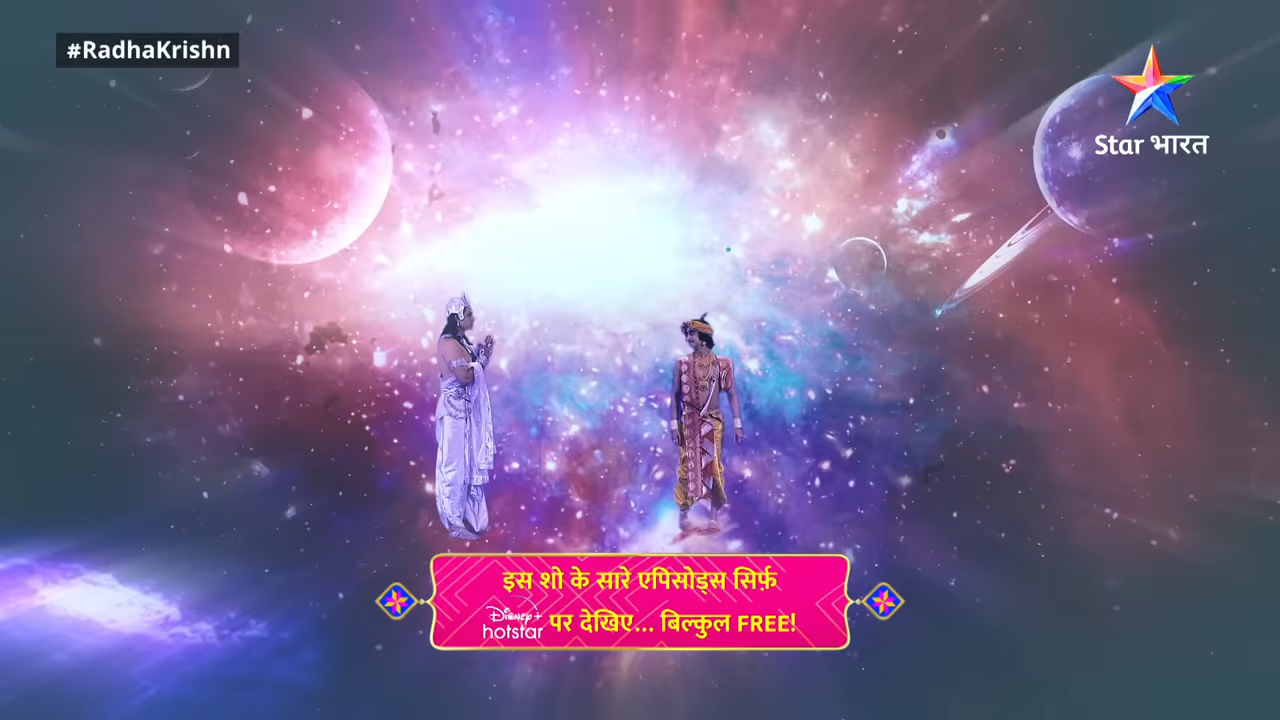 #RadhaKrishn
Star भारत
इस शो के सारे एपिसोड्स सिर्फ़
Disney+ hotstar पर देखिए... बिल्कुल FREE!